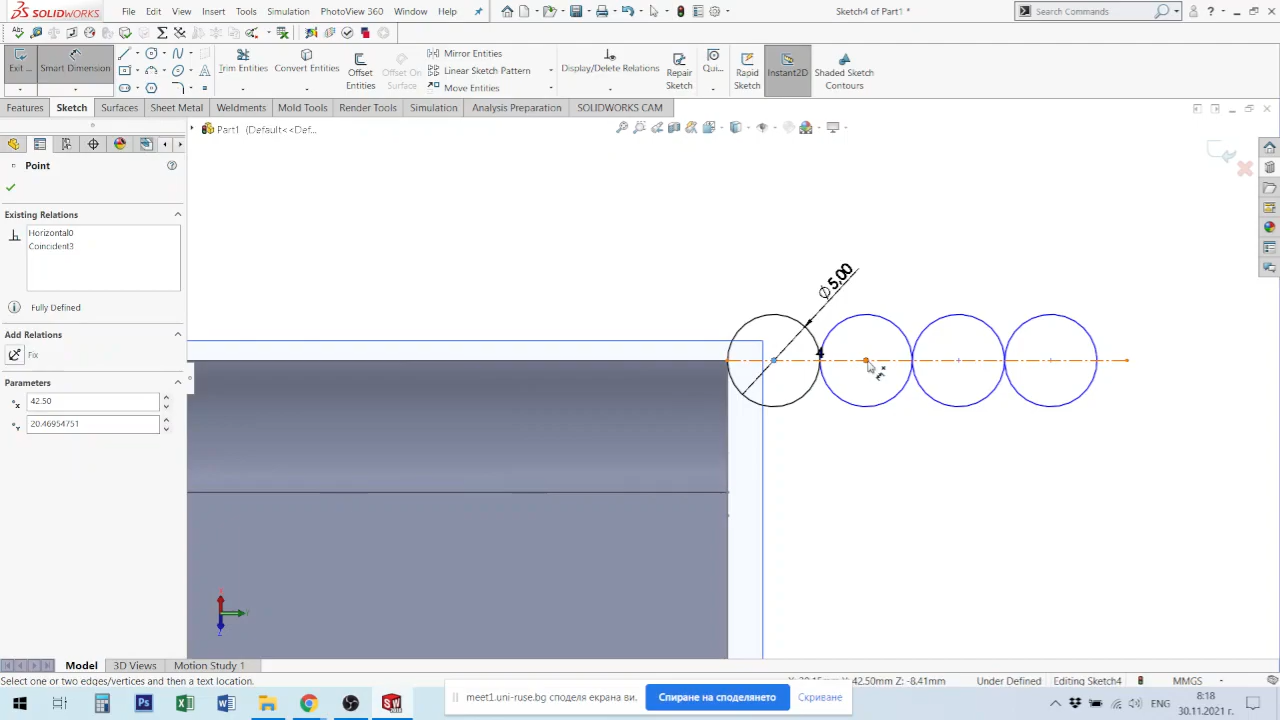 SOLIDWORKS File Edit View Insert Tools Simulation PhotoView 360 Window Help Sketch4 of Part1 * Search Commands
Exit ... Smart Dimension Trim Entities Convert Entities Offset Entities Offset On Surface Mirror Entities Linear Sketch Pattern Move Entities Display/Delete Relations Repair Sketch Qui... Rapid Sketch Instant2D Shaded Sketch Contours
Features Sketch Surfaces Sheet Metal Weldments Mold Tools Render Tools Simulation Analysis Preparation SOLIDWORKS CAM
Part1 (Default<<Def...
Point
Existing Relations
Horizontal0
Coincident3
Fully Defined
Add Relations
Fix
Parameters
42.50
20.46954751
∅5,00
Model 3D Views Motion Study 1
Select one or two edges/vertices and then a text location.
42.50mm Z: -8.41mm Under Defined Editing Sketch4 MMGS
meet1.uni-ruse.bg споделя екрана ви. Спиране на споделянето Скриване
ENG 8:18
30.11.2021 г.